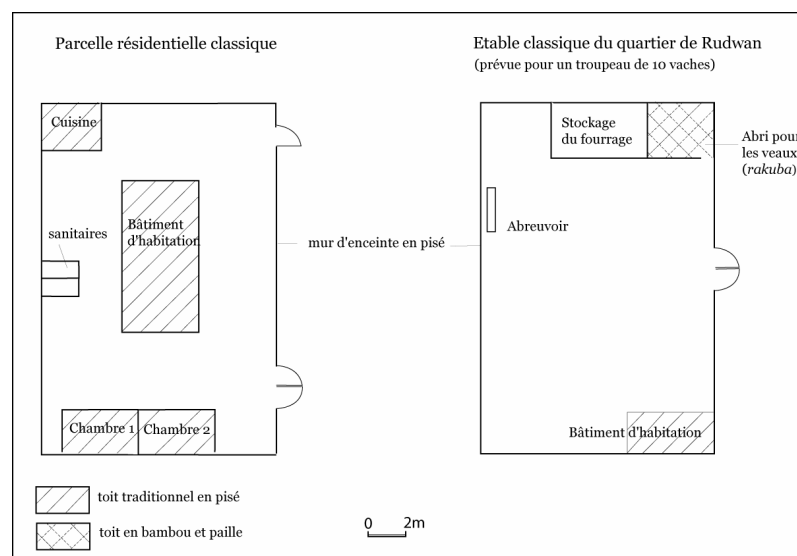 Parcelle résidentielle classique
Etable classique du quartier de Rudwan
(prévue pour un troupeau de 10 vaches)
Cuisine
Bâtiment
d'habitation
sanitaires
Chambre 1
Chambre 2
mur d'enceinte en pisé
Stockage
du fourrage
Abri pour
les veaux
(rakuba)
Abreuvoir
Bâtiment d'habitation
toit traditionnel en pisé
toit en bambou et paille
0 2m